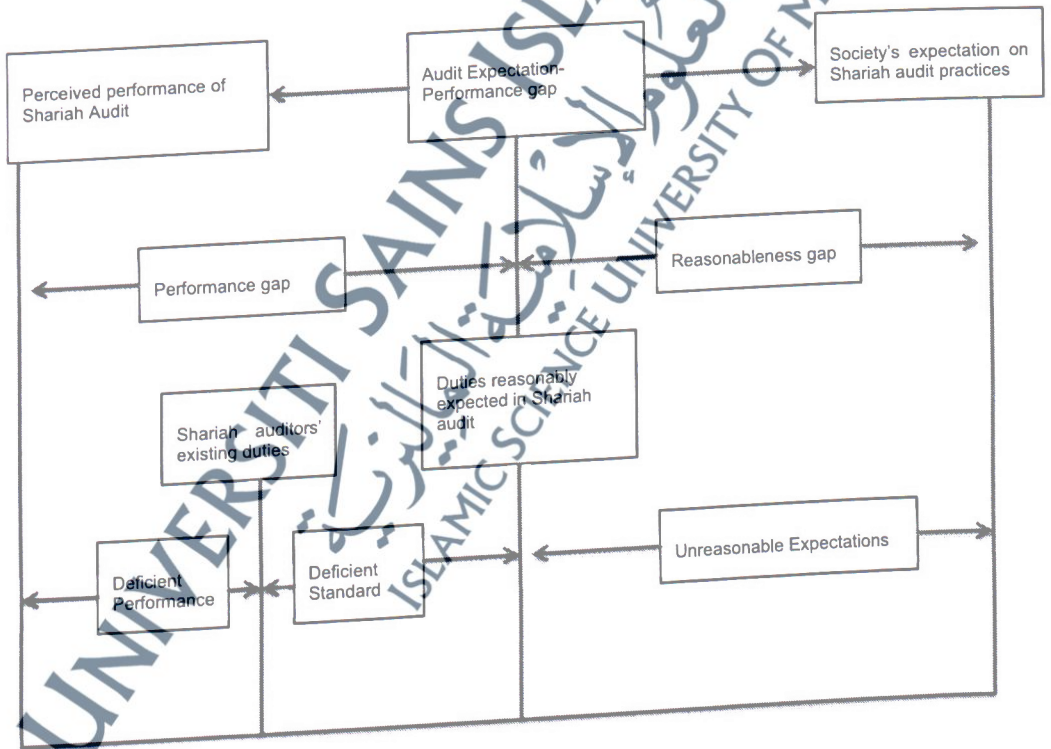 Perceived performance of
Shariah Audit
Audit Expectation-
Performance gap
Society's expectation on
Shariah audit practices
Performance gap
Reasonableness gap
Duties reasonably
expected in Shariah
audit
Shariah auditors'
existing duties
Deficient
Performance
Deficient
Standard
Unreasonable Expectations
UNIVERSITI SAINS ISL
ISLAMIC SCIENCE UNIVERSITY OF M